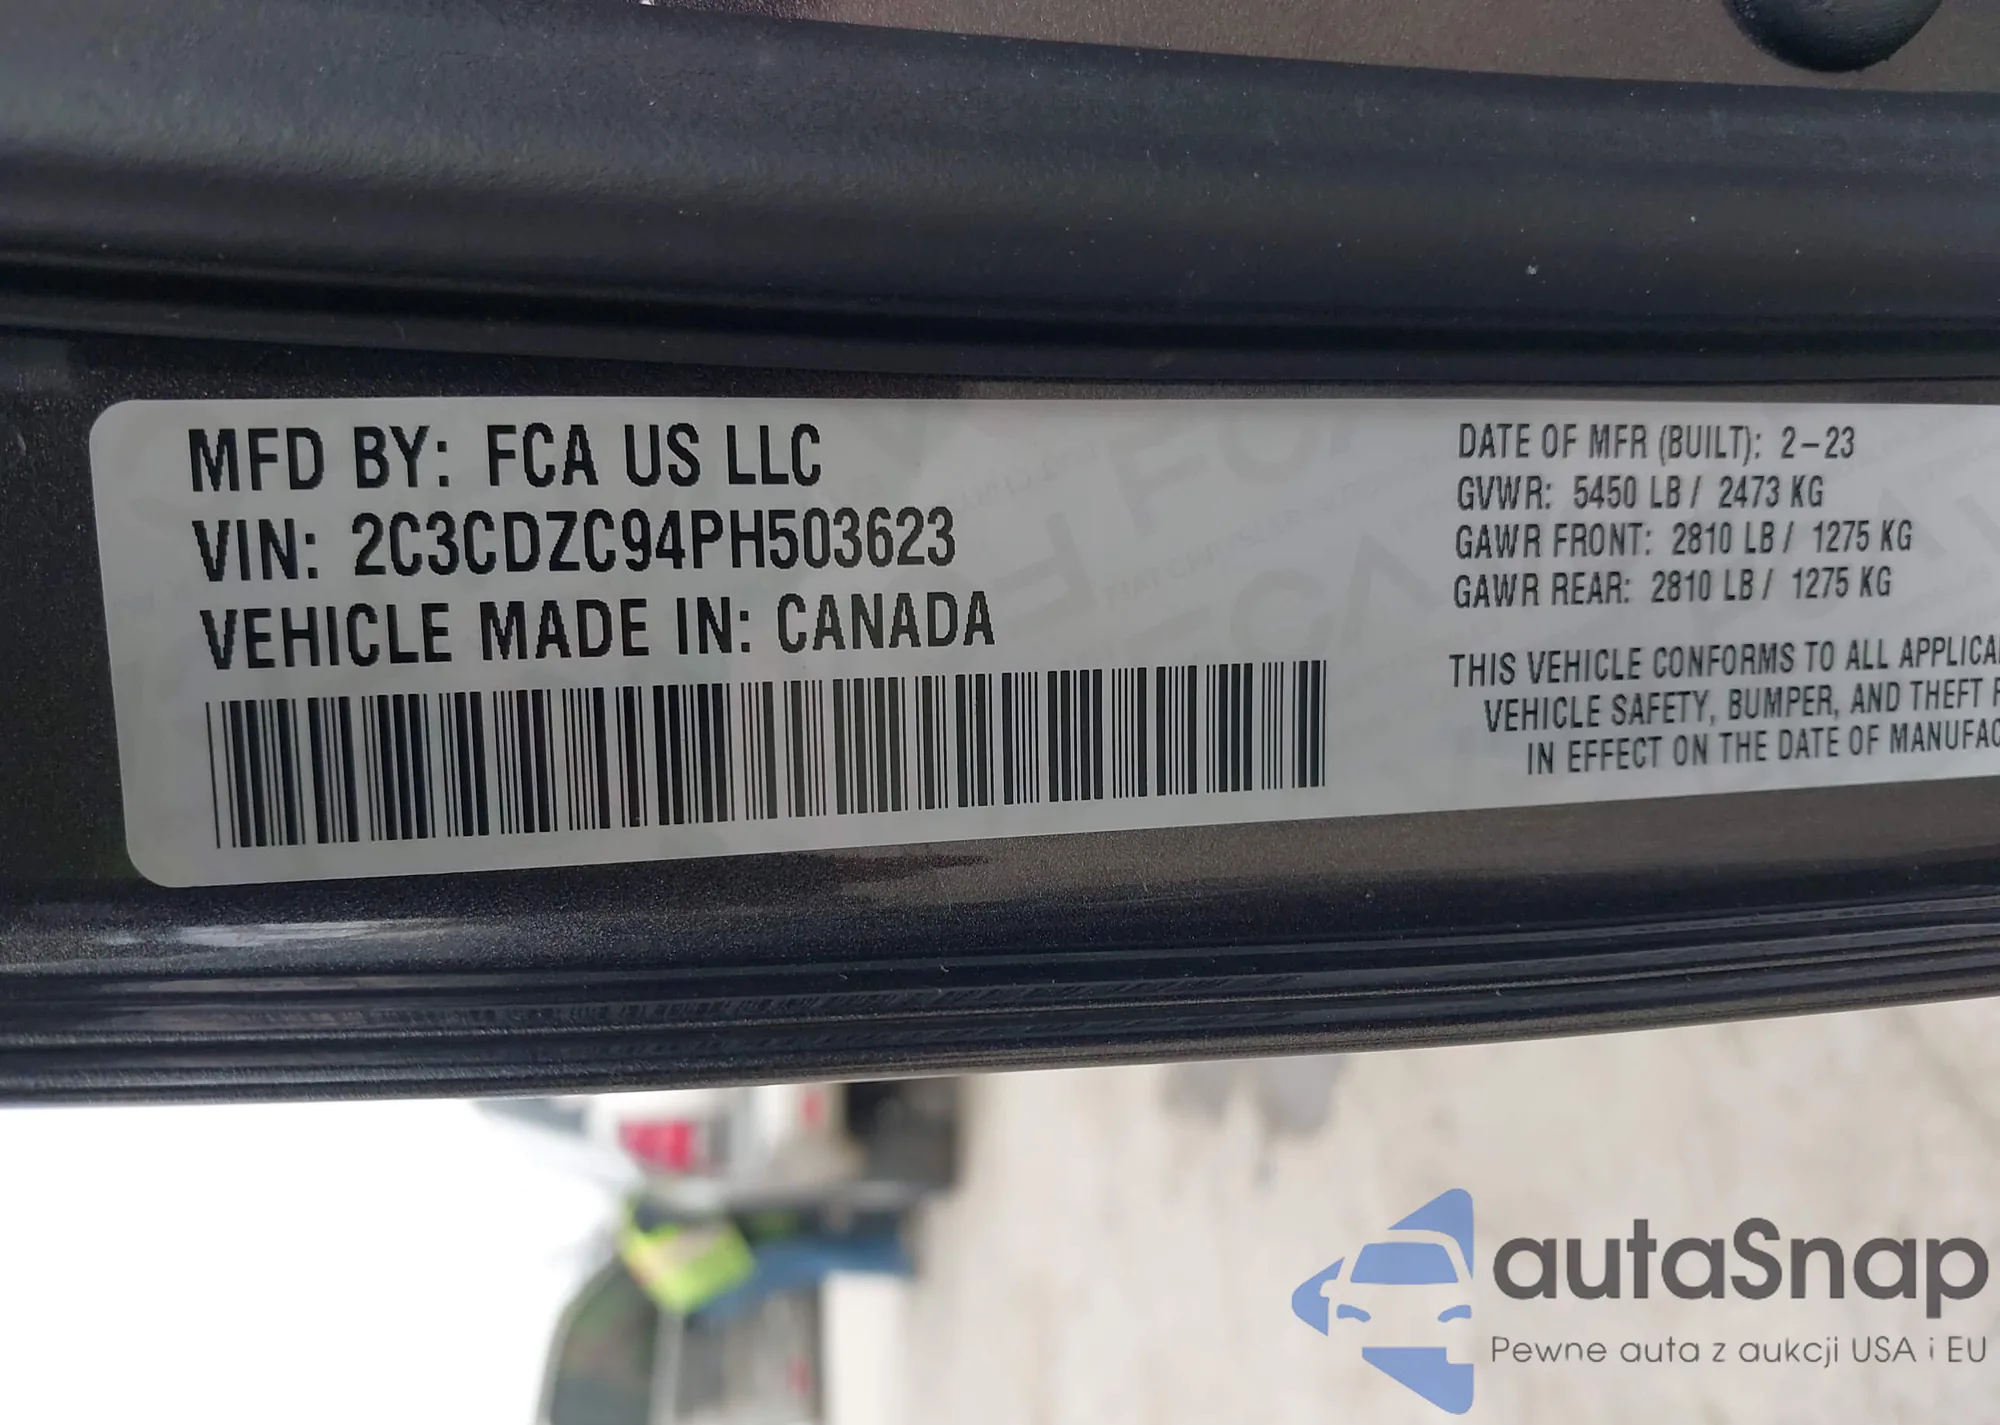 MFD BY: FCA US LLC
VIN: 2C3CDZC94PH503623
VEHICLE MADE IN: CANADA
DATE OF MFR (BUILT): 2-23
GVWR: 5450 LB / 2473 KG
GAWR FRONT: 2810 LB / 1275 KG
GAWR REAR: 2810 LB / 1275 KG
THIS VEHICLE CONFORMS TO ALL APPLICA
VEHICLE SAFETY, BUMPER, AND THEFT
IN EFFECT ON THE DATE OF MANUFAC
autaSnap
Pewne auta z aukcji USA i EU